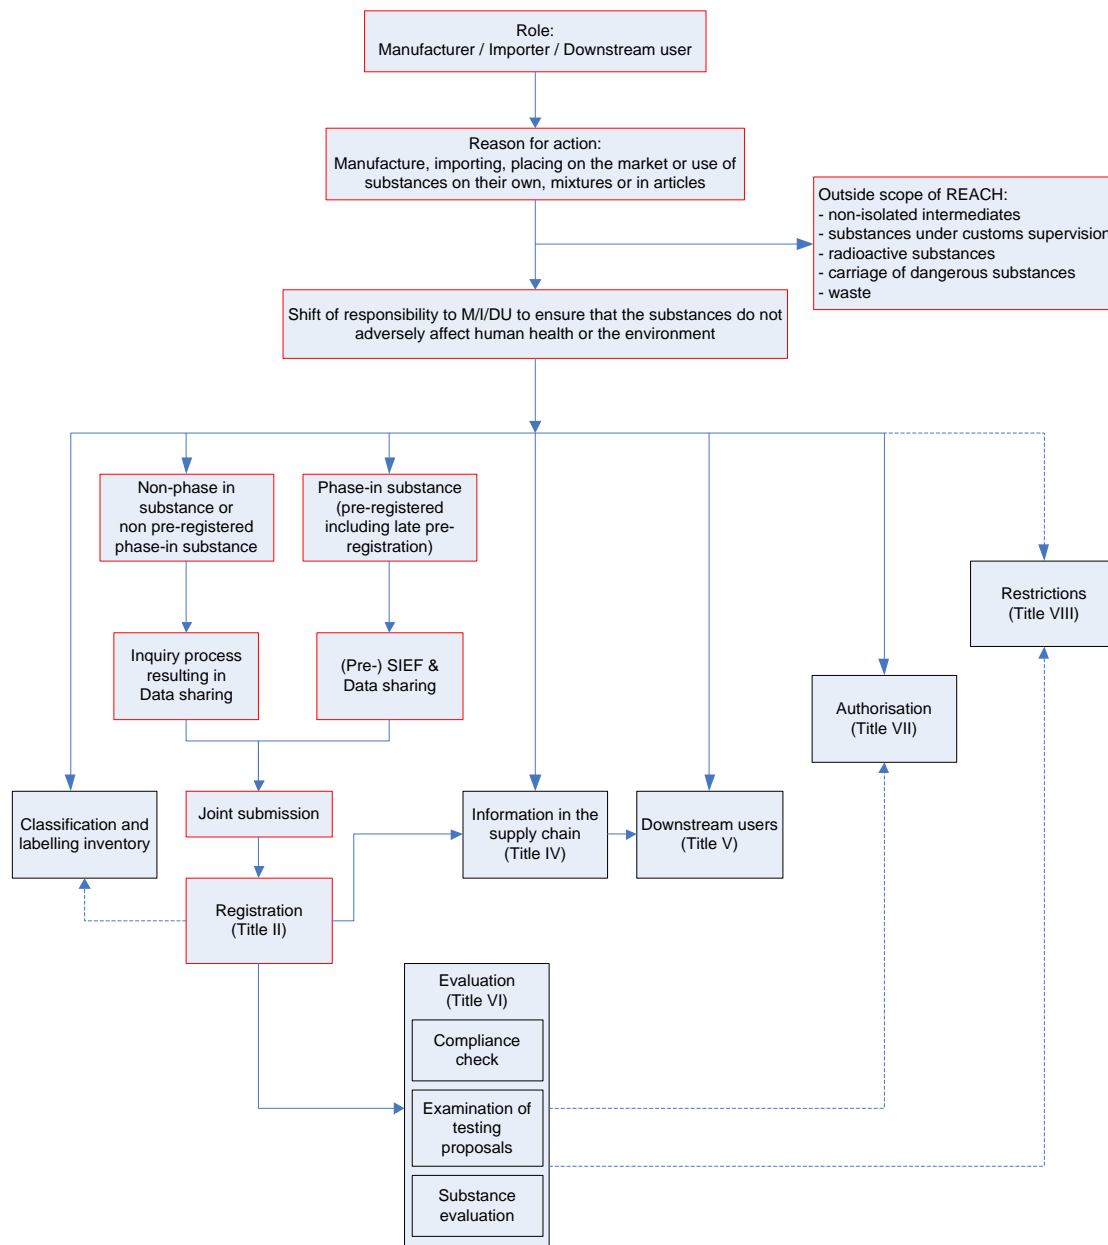 Role:
Manufacturer / Importer / Downstream user
Reason for action:
Manufacture, importing, placing on the market or use of
substances on their own, mixtures or in articles
Outside scope of REACH:
- non-isolated intermediates
- substances under customs supervision
- radioactive substances
- carriage of dangerous substances
- waste
Shift of responsibility to M/I/DU to ensure that the substances do not
adversely affect human health or the environment
Non-phase in
substance or
non pre-registered
phase-in substance
Phase-in substance
(pre-registered
including late pre-
registration)
Restrictions
(Title VIII)
Inquiry process
resulting in
Data sharing
(Pre-) SIEF &
Data sharing
Authorisation
(Title VII)
Classification and
labelling inventory
Joint submission
Information in the
supply chain
(Title IV)
Downstream users
(Title V)
Registration
(Title II)
Evaluation
(Title VI)
Compliance
check
Examination of
testing
proposals
Substance
evaluation